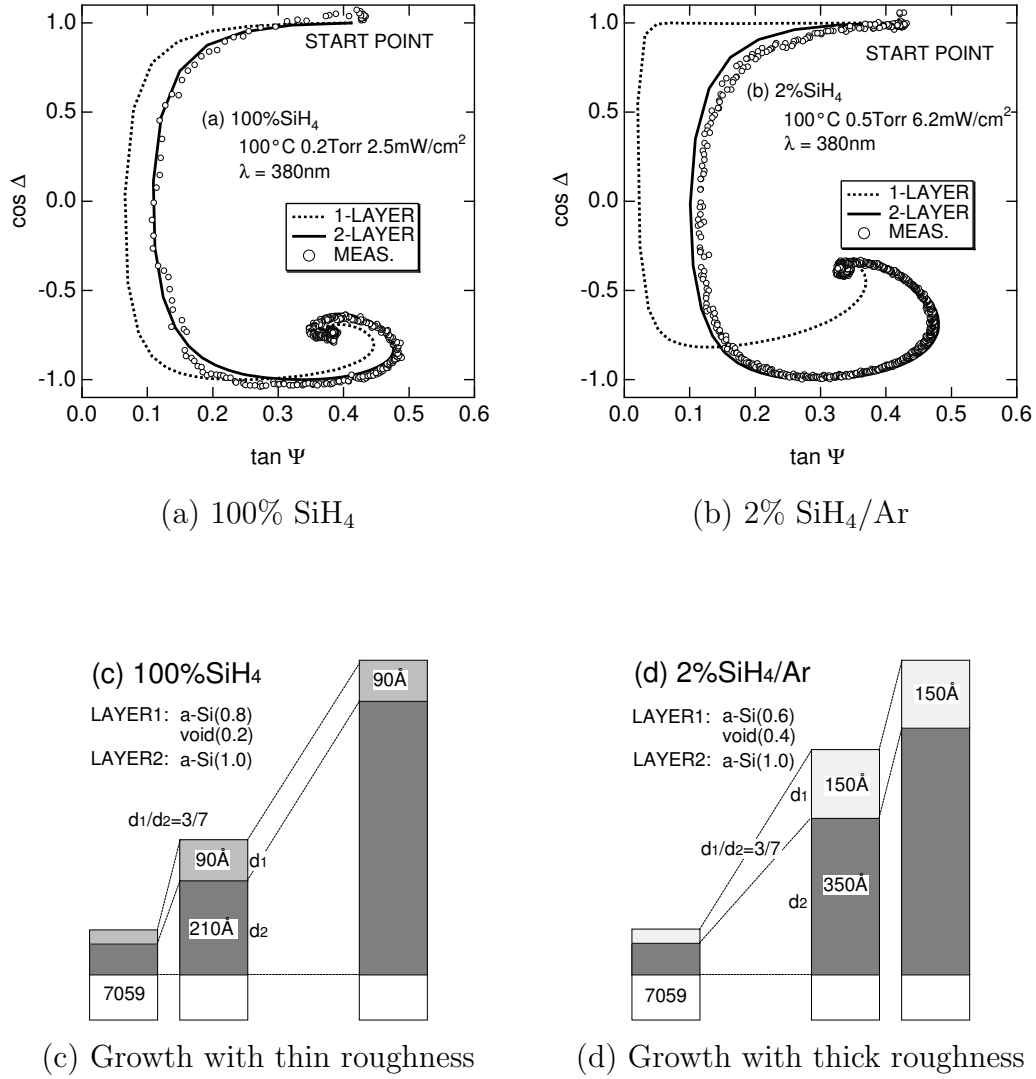 1.0
0.5
0.0
-0.5
-1.0
cos Δ
START POINT
(a) 100%SiH₄
100°C 0.2Torr 2.5mW/cm²
λ = 380nm
1-LAYER
2-LAYER
MEAS.
0.0 0.1 0.2 0.3 0.4 0.5 0.6
tan Ψ
(a) 100% SiH₄
1.0
0.5
0.0
-0.5
-1.0
cos Δ
START POINT
(b) 2%SiH₄
100°C 0.5Torr 6.2mW/cm²
λ = 380nm
1-LAYER
2-LAYER
MEAS.
0.0 0.1 0.2 0.3 0.4 0.5 0.6
tan Ψ
(b) 2% SiH₄/Ar
(c) 100%SiH₄
LAYER1: a-Si(0.8)
void(0.2)
LAYER2: a-Si(1.0)
d₁/d₂=3/7
90Å
90Å
d₁
210Å
d₂
7059
(c) Growth with thin roughness
(d) 2%SiH₄/Ar
LAYER1: a-Si(0.6)
void(0.4)
LAYER2: a-Si(1.0)
150Å
150Å
d₁
d₁/d₂=3/7
350Å
d₂
7059
(d) Growth with thick roughness